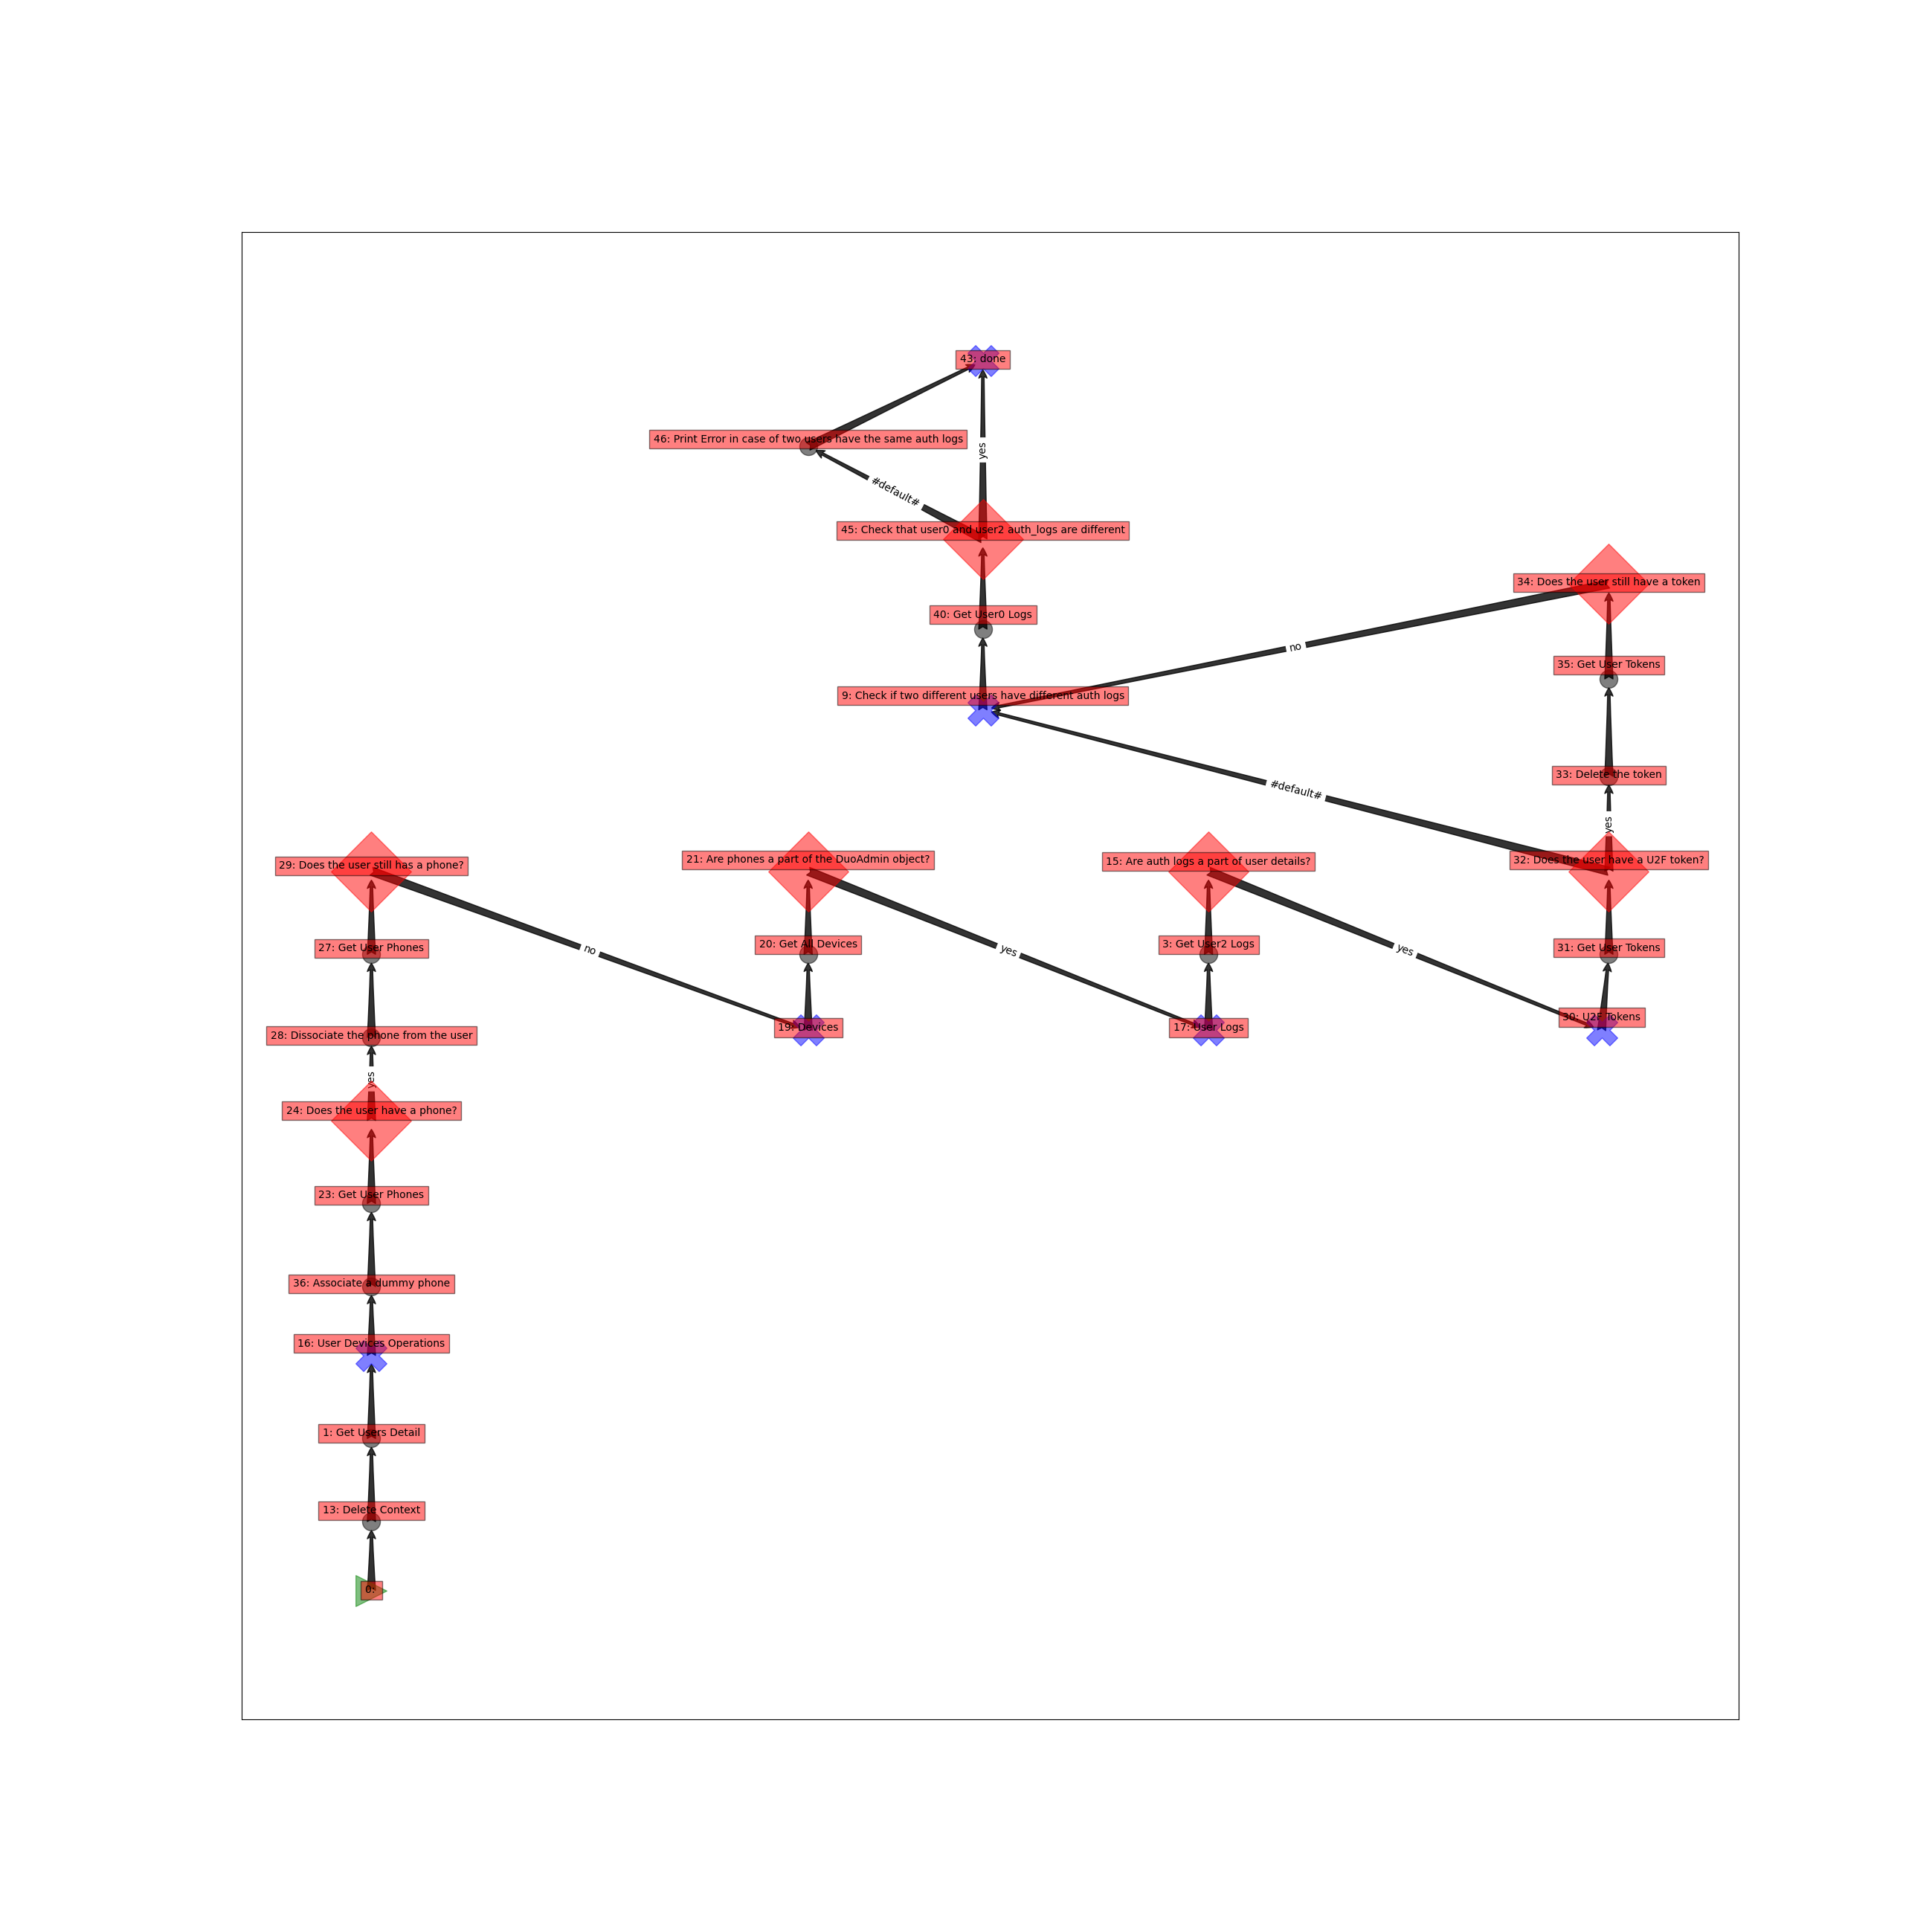 43: done
46: Print Error in case of two users have the same auth logs
yes
#default#
45: Check that user0 and user2 auth_logs are different
34: Does the user still have a token
40: Get User0 Logs
no
35: Get User Tokens
9: Check if two different users have different auth logs
33: Delete the token
#default#
yes
29: Does the user still has a phone?
21: Are phones a part of the DuoAdmin object?
15: Are auth logs a part of user details?
32: Does the user have a U2F token?
27: Get User Phones
no
20: Get All Devices
yes
3: Get User2 Logs
yes
31: Get User Tokens
28: Dissociate the phone from the user
19: Devices
17: User Logs
30: U2F Tokens
yes
24: Does the user have a phone?
23: Get User Phones
36: Associate a dummy phone
16: User Devices Operations
1: Get Users Detail
13: Delete Context
0: